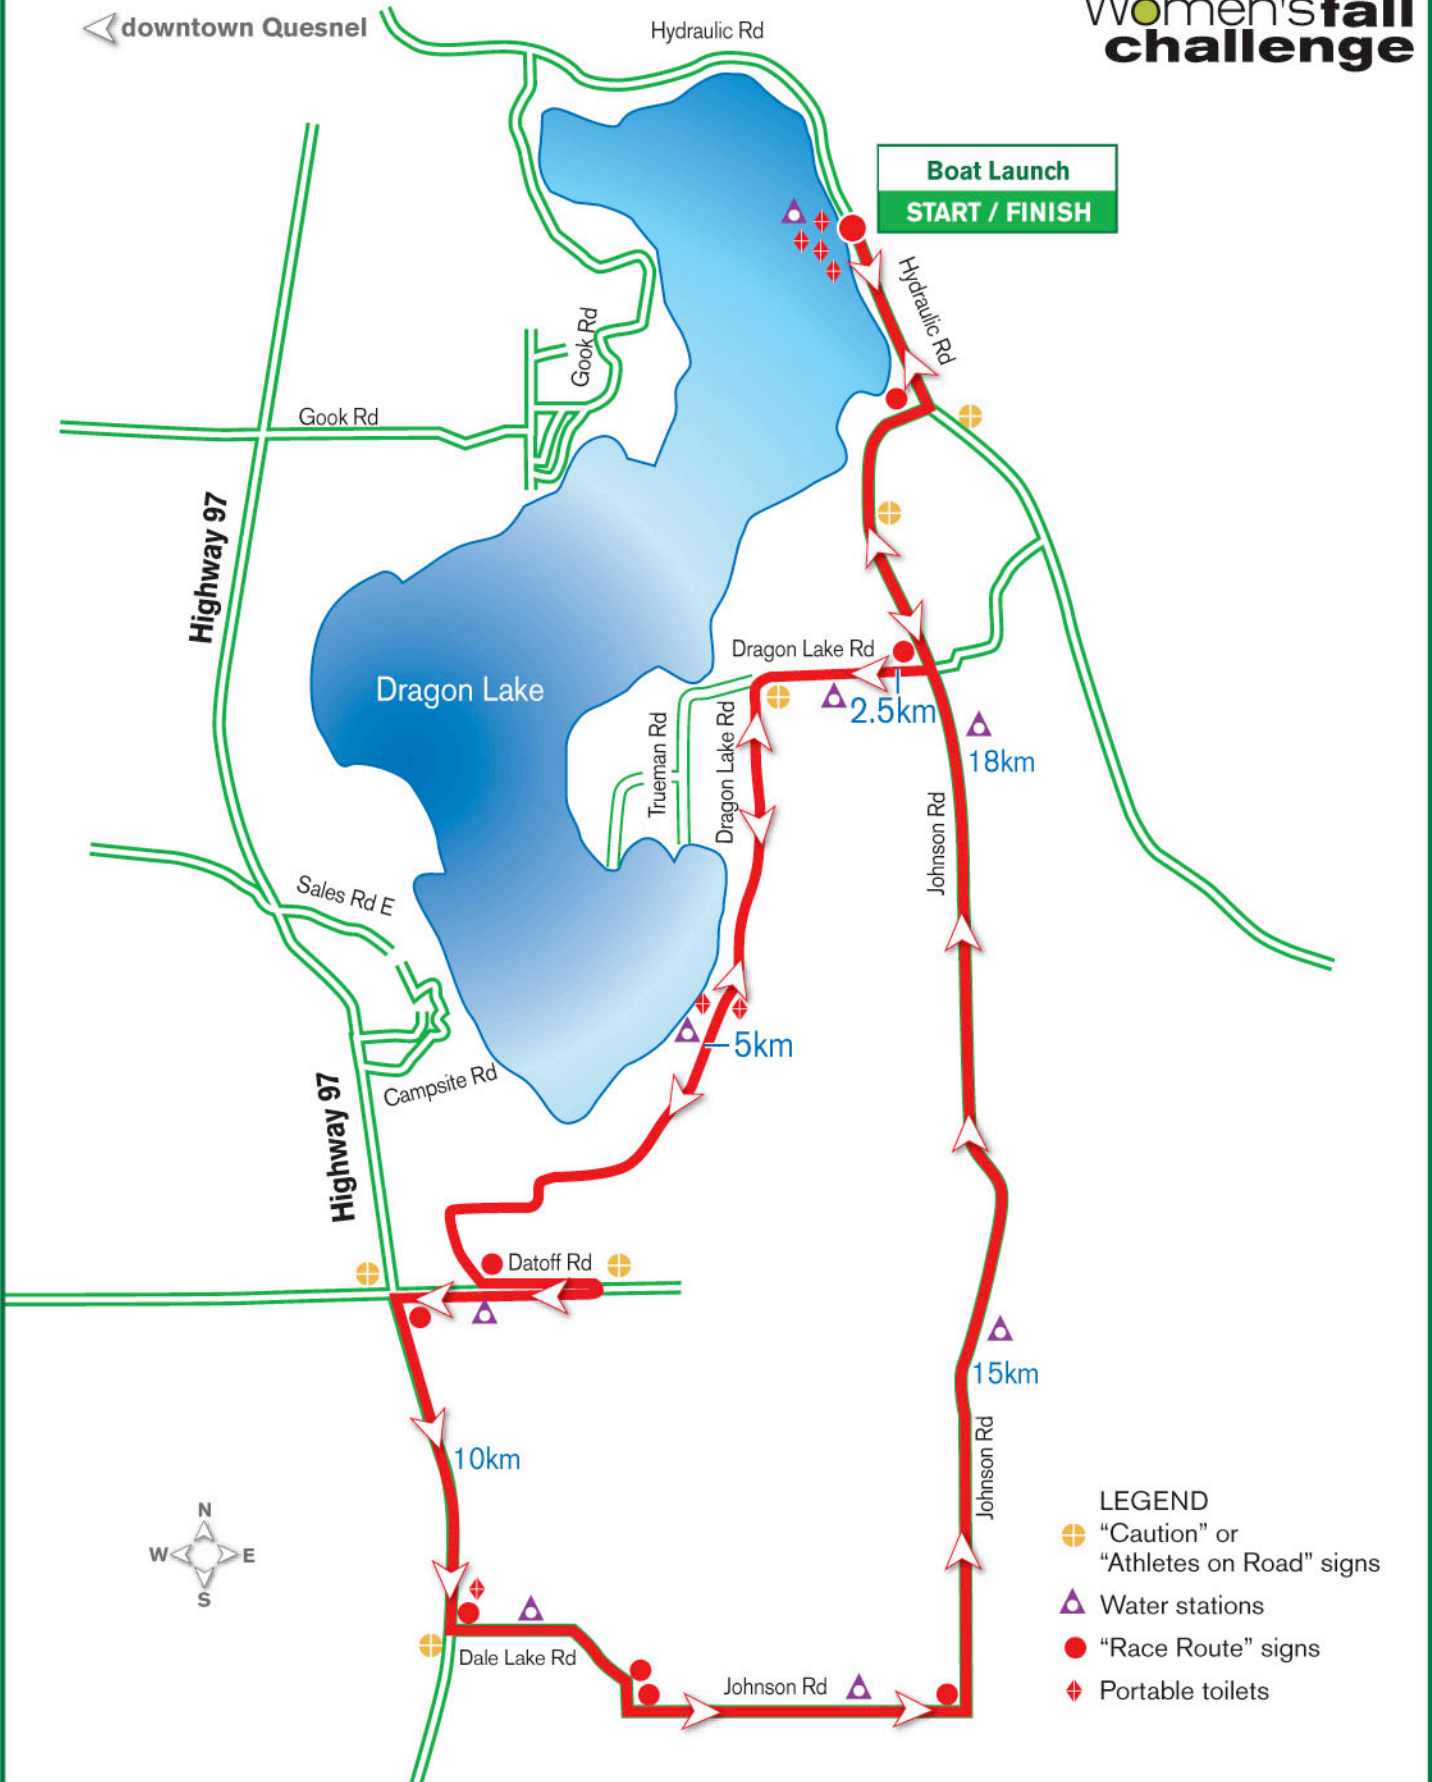 downtown Quesnel
Hydraulic Rd
Women's fall
challenge
Boat Launch
START / FINISH
Hydraulic Rd
Gook Rd
Gook Rd
Highway 97
Dragon Lake Rd
Dragon Lake
2.5km
Trueman Rd
Dragon Lake Rd
18km
Johnson Rd
Sales Rd E
5km
Campsite Rd
Highway 97
Datoff Rd
15km
10km
Johnson Rd
N
W
E
S
Dale Lake Rd
Johnson Rd
LEGEND
“Caution” or
“Athletes on Road” signs
Water stations
“Race Route” signs
Portable toilets